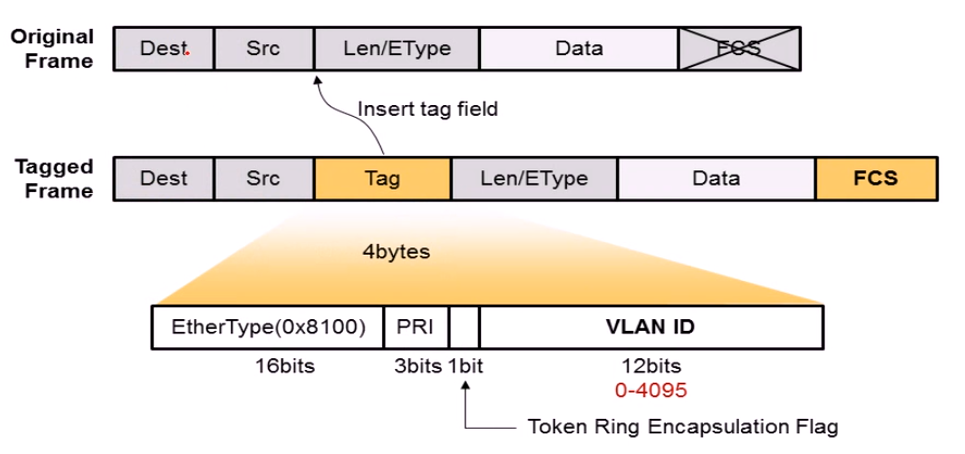 Original
Frame
Dest
Src
Len/EType
Data
FCS
Insert tag field
Tagged
Frame
Dest
Src
Tag
Len/EType
Data
FCS
4bytes
EtherType(0x8100)
PRI
VLAN ID
16bits
3bits
1bit
12bits
0-4095
Token Ring Encapsulation Flag